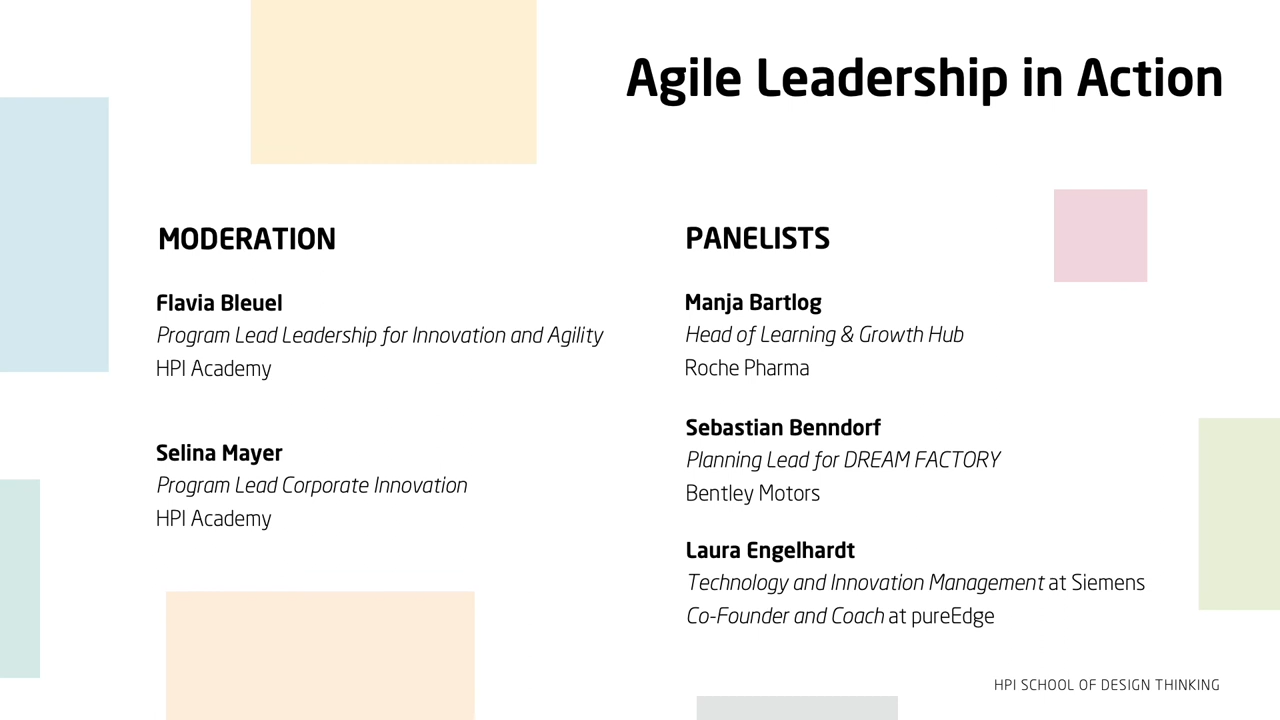 Agile Leadership in Action
MODERATION
Flavia Bleuel
Program Lead Leadership for Innovation and Agility
HPI Academy
Selina Mayer
Program Lead Corporate Innovation
HPI Academy
PANELISTS
Manja Bartlog
Head of Learning & Growth Hub
Roche Pharma
Sebastian Benndorf
Planning Lead for DREAM FACTORY
Bentley Motors
Laura Engelhardt
Technology and Innovation Management at Siemens
Co-Founder and Coach at pureEdge
HPI SCHOOL OF DESIGN THINKING